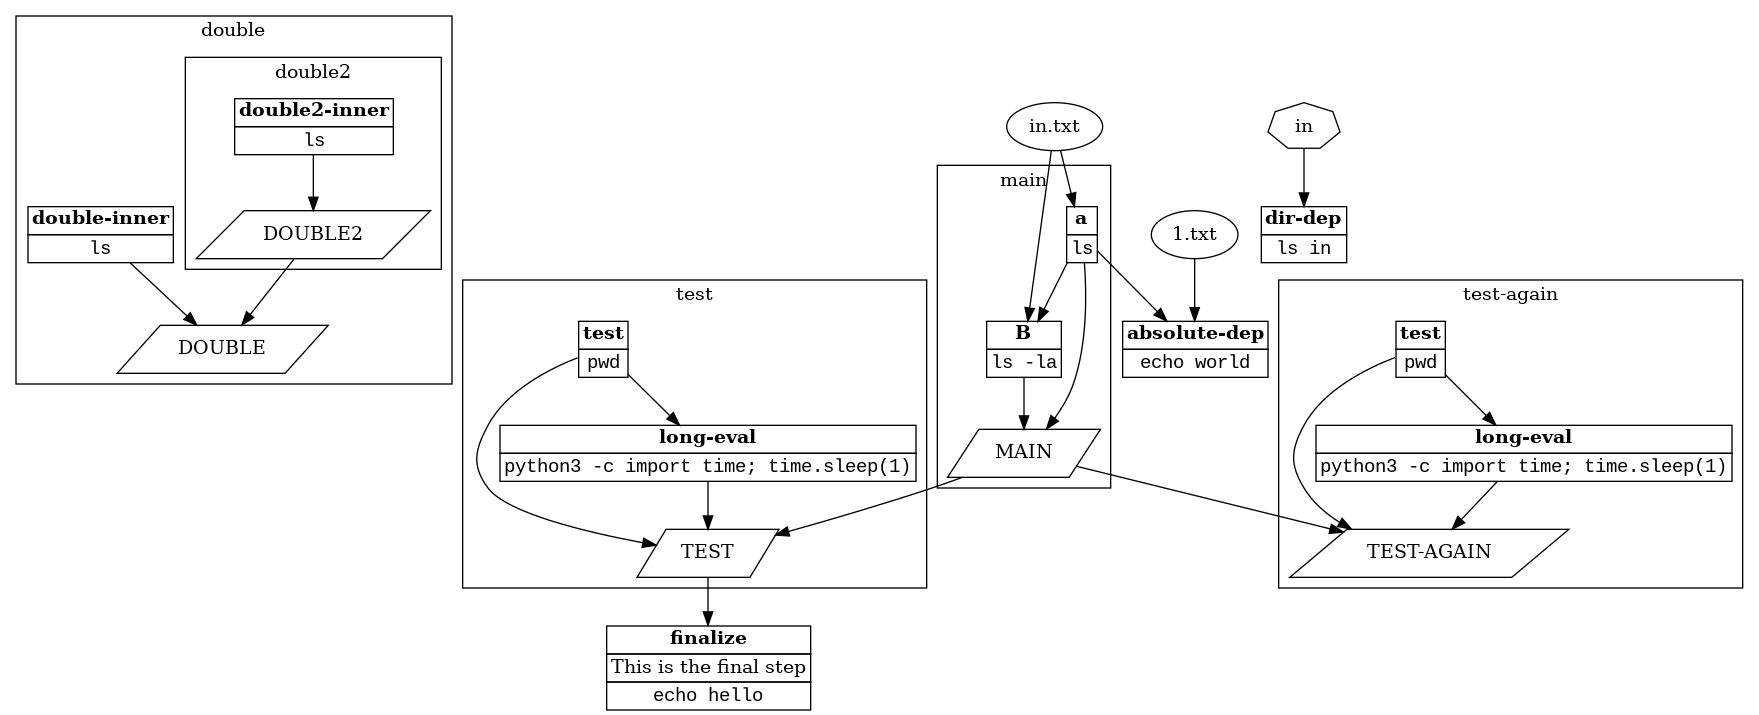 double
double2
double2-inner
ls
in.txt
in
main
double-inner
ls
DOUBLE2
a
ls
1.txt
dir-dep
ls in
test
test-again
DOUBLE
test
pwd
B
ls -la
absolute-dep
echo world
test
pwd
long-eval
python3 -c import time; time.sleep(1)
MAIN
long-eval
python3 -c import time; time.sleep(1)
TEST
TEST-AGAIN
finalize
This is the final step
echo hello